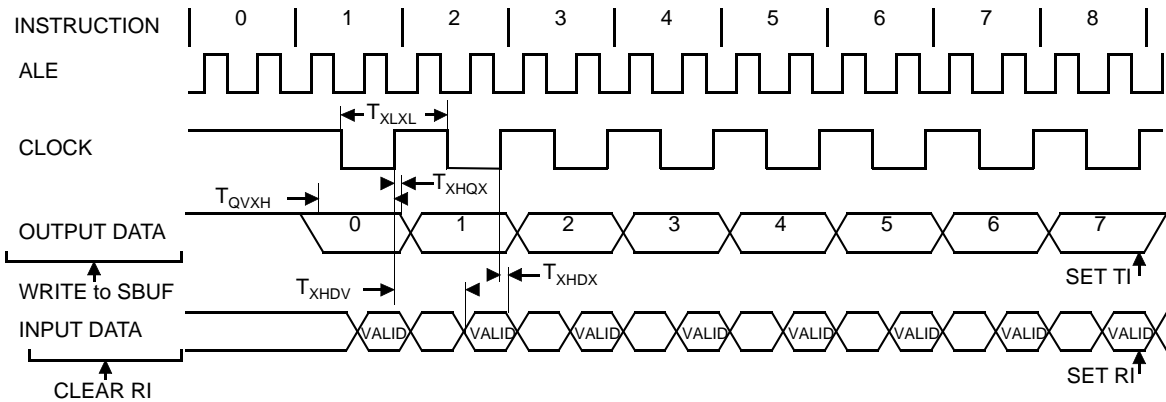 INSTRUCTION 0 1 2 3 4 5 6 7 8
ALE
T_XLXL
CLOCK
T_XHQX
T_QVXH
OUTPUT DATA 0 1 2 3 4 5 6 7
T_XHDX
SET TI
T_XHDV
WRITE to SBUF
INPUT DATA VALID VALID VALID VALID VALID VALID VALID VALID
SET RI
CLEAR RI